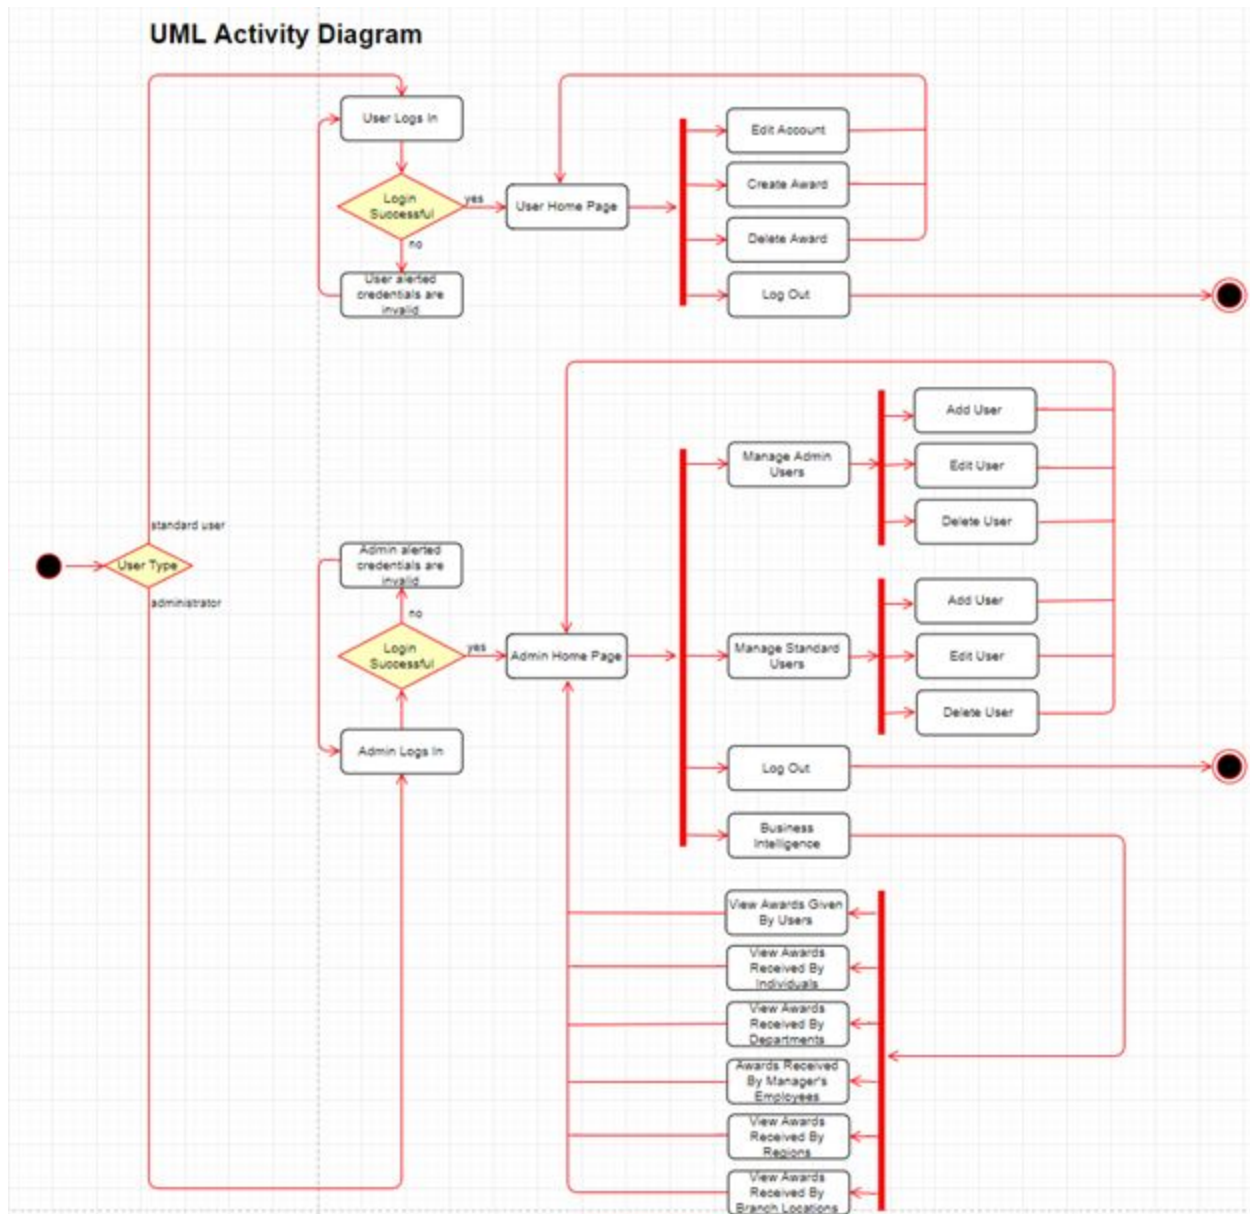 UML Activity Diagram
User Logs In
Login
Successful
yes
no
User alerted
credentials are
invalid
User Home Page
Edit Account
Create Award
Delete Award
Log Out
standard user
User Type
administrator
Admin alerted
credentials are
invalid
no
Login
Successful
yes
Admin Logs In
Admin Home Page
Manage Admin
Users
Add User
Edit User
Delete User
Manage Standard
Users
Add User
Edit User
Delete User
Log Out
Business
Intelligence
View Awards Given
By Users
View Awards
Received By
Individuals
View Awards
Received By
Departments
Awards Received
By Manager's
Employees
View Awards
Received By
Regions
View Awards
Received By
Branch Locations